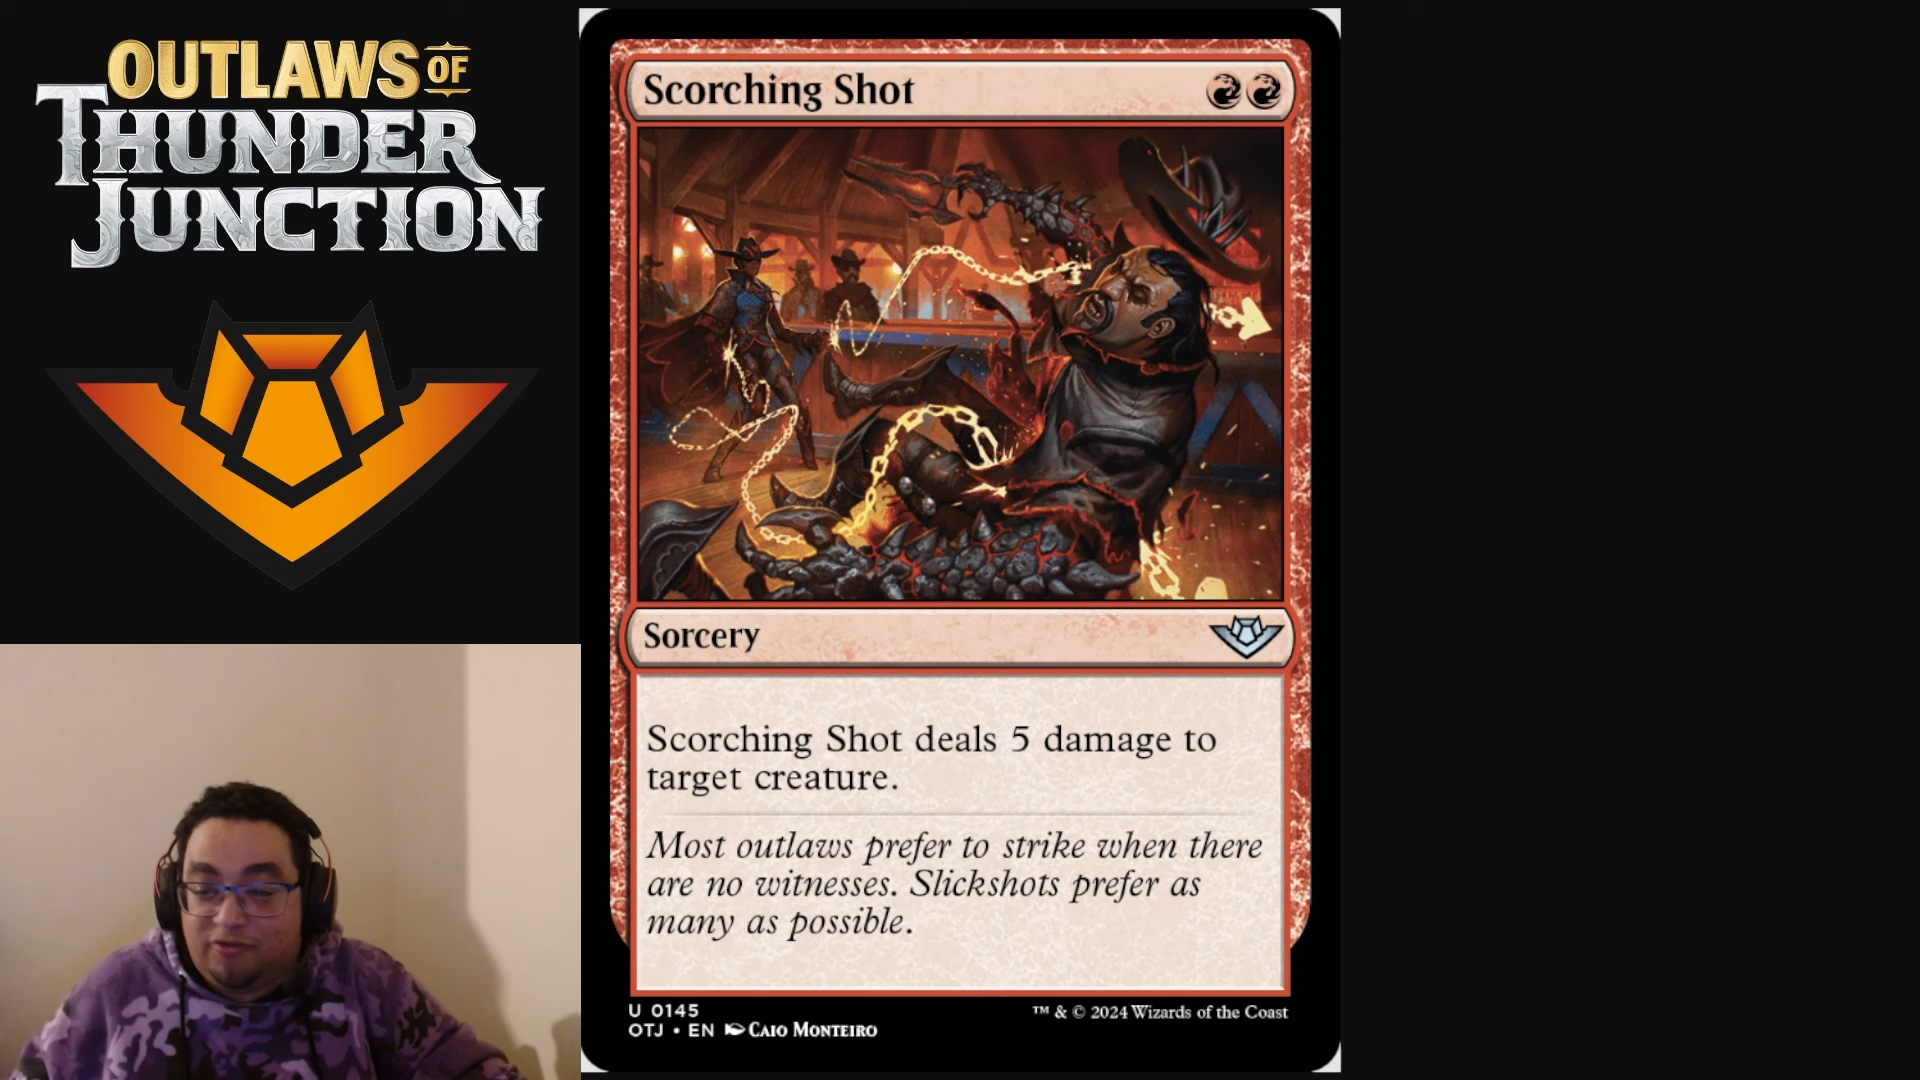 OUTLAWS OF
THUNDER
JUNCTION
Scorching Shot
Sorcery
Scorching Shot deals 5 damage to
target creature.
Most outlaws prefer to strike when there
are no witnesses. Slickshots prefer as
many as possible.
U 0145
OTJ • EN CAIO MONTEIRO
™ & © 2024 Wizards of the Coast